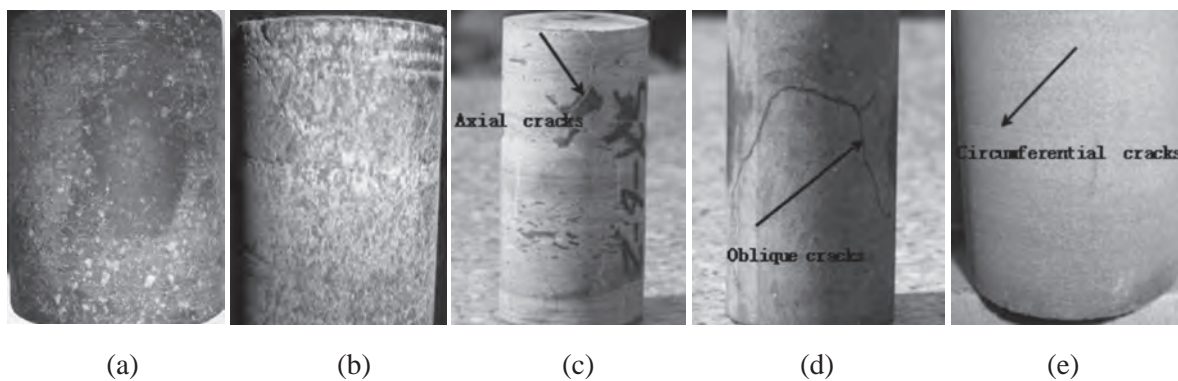 Axial cracks
Oblique cracks
Circumferential cracks
(a) (b) (c) (d) (e)